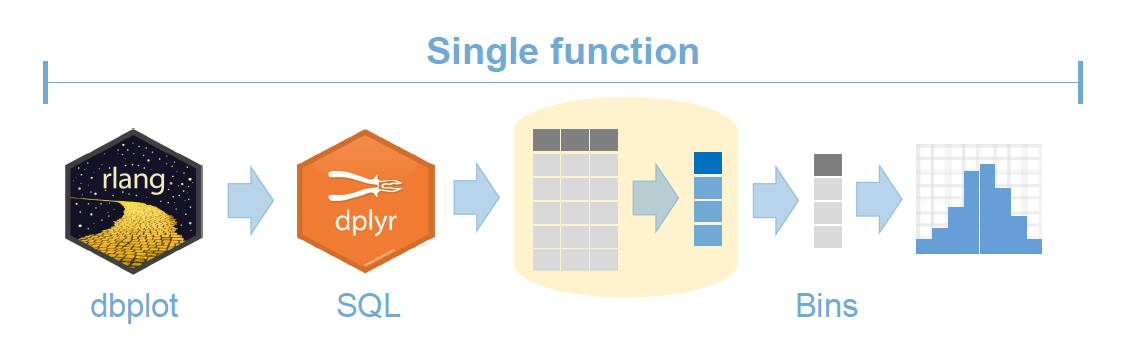 Single function
rlang
dplyr
dbplot
SQL
Bins